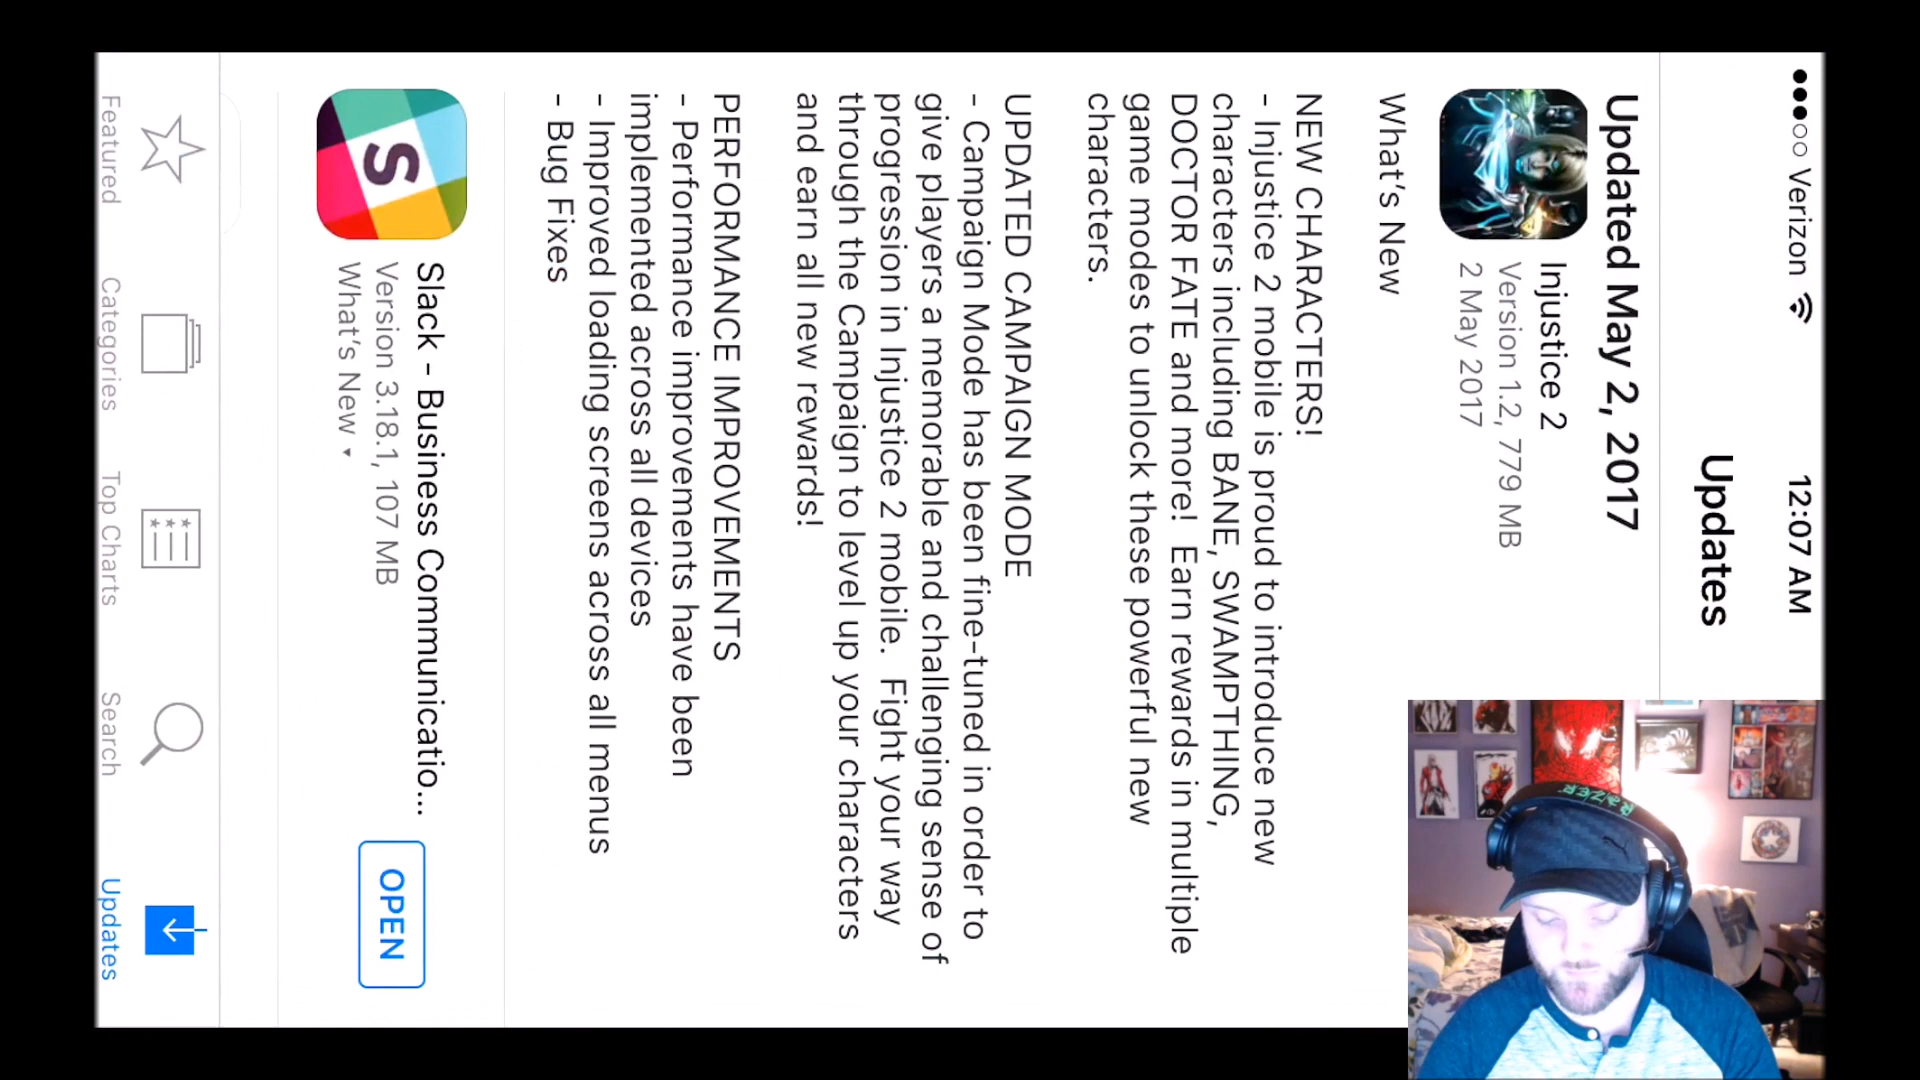 ●●●○○ Verizon 12:07 AM
Updates
Updated May 2, 2017
Injustice 2
Version 1.2, 779 MB
2 May 2017
What's New
NEW CHARACTERS!
- Injustice 2 mobile is proud to introduce new
characters including BANE, SWAMPTHING,
DOCTOR FATE and more!  Earn rewards in multiple
game modes to unlock these powerful new
characters.
UPDATED CAMPAIGN MODE
- Campaign Mode has been fine-tuned in order to
give players a memorable and challenging sense of
progression in Injustice 2 mobile.  Fight your way
through the Campaign to level up your characters
and earn all new rewards!
PERFORMANCE IMPROVEMENTS
- Performance improvements have been
implemented across all devices
- Improved loading screens across all menus
- Bug Fixes
S
Slack - Business Communicatio...
Version 3.18.1, 107 MB
What's New ▾
OPEN
Featured
Categories
Top Charts
Search
Updates
RAZER